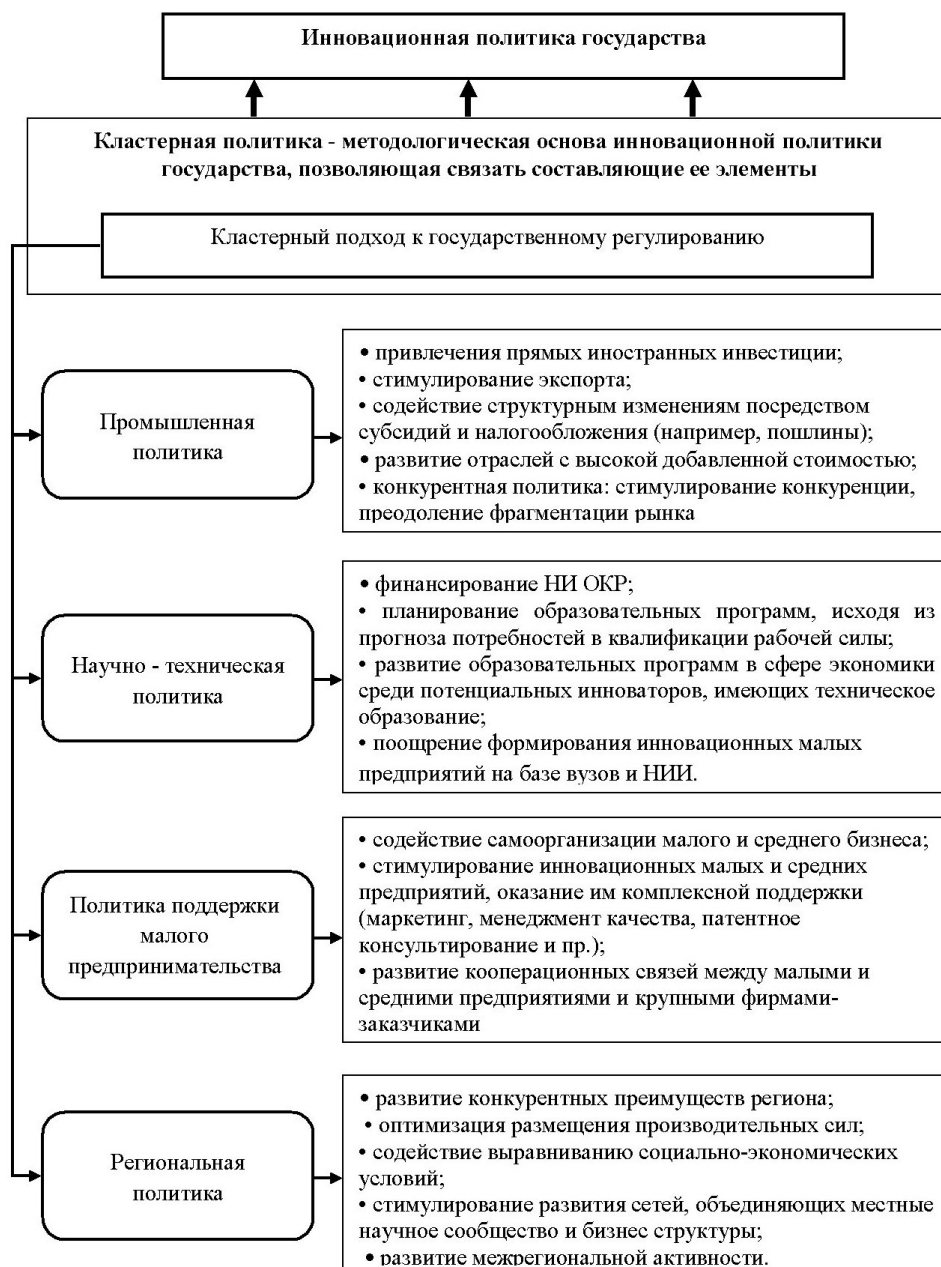 Инновационная политика государства
Кластерная политика - методологическая основа инновационной политики
государства, позволяющая связать составляющие ее элементы
Кластерный подход к государственному регулированию
Промышленная
политика
• привлечения прямых иностранных инвестиции;
• стимулирование экспорта;
• содействие структурным изменениям посредством
субсидий и налогообложения (например, пошлины);
• развитие отраслей с высокой добавленной стоимостью;
• конкурентная политика: стимулирование конкуренции,
преодоление фрагментации рынка
Научно - техническая
политика
• финансирование НИ ОКР;
• планирование образовательных программ, исходя из
прогноза потребностей в квалификации рабочей силы;
• развитие образовательных программ в сфере экономики
среди потенциальных инноваторов, имеющих техническое
образование;
• поощрение формирования инновационных малых
предприятий на базе вузов и НИИ.
Политика поддержки
малого
предпринимательства
• содействие самоорганизации малого и среднего бизнеса;
• стимулирование инновационных малых и средних
предприятий, оказание им комплексной поддержки
(маркетинг, менеджмент качества, патентное
консультирование и пр.);
• развитие кооперационных связей между малыми и
средними предприятиями и крупными фирмами-
заказчиками
Региональная
политика
• развитие конкурентных преимуществ региона;
• оптимизация размещения производительных сил;
• содействие выравниванию социально-экономических
условий;
• стимулирование развития сетей, объединяющих местные
научное сообщество и бизнес структуры;
• развитие межрегиональной активности.